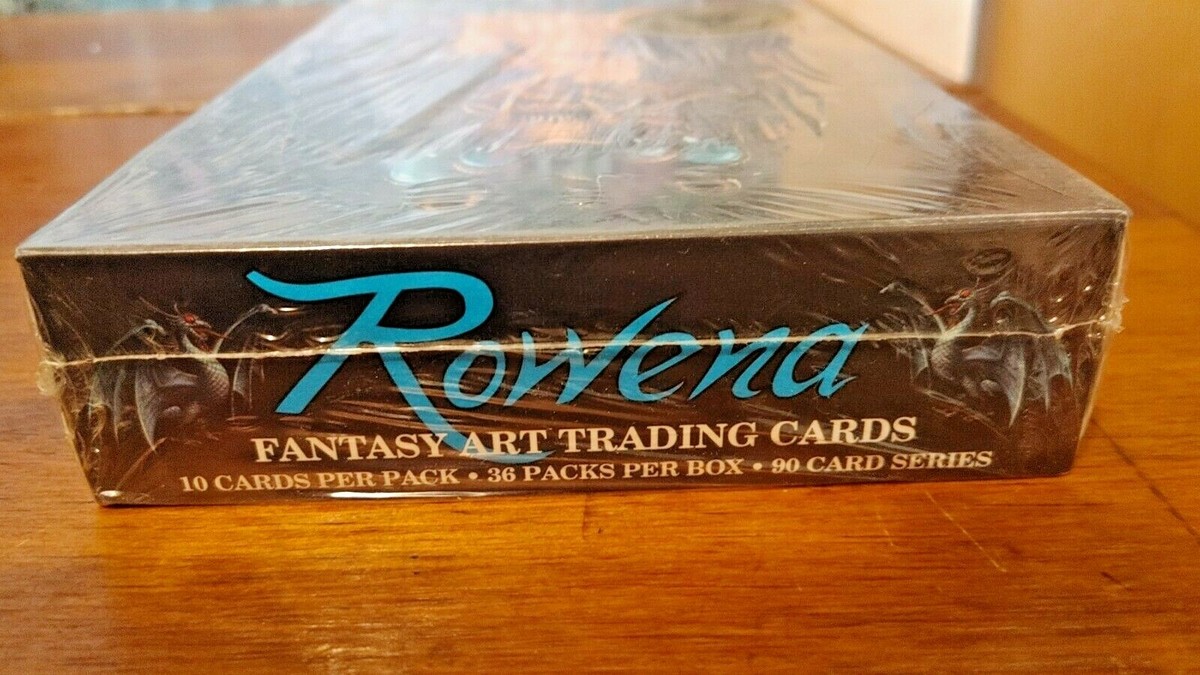 Rowena
FANTASY ART TRADING CARDS
10 CARDS PER PACK • 36 PACKS PER BOX • 90 CARD SERIES